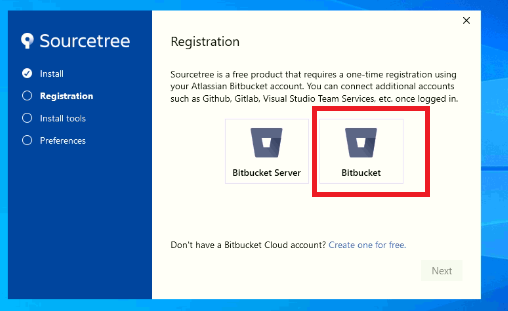 Sourcetree
Install
Registration
Install tools
Preferences
Registration
Sourcetree is a free product that requires a one-time registration using
your Atlassian Bitbucket account. You can connect additional accounts
such as Github, Gitlab, Visual Studio Team Services, etc. once logged in.
Bitbucket Server
Bitbucket
Don't have a Bitbucket Cloud account? Create one for free.
Next